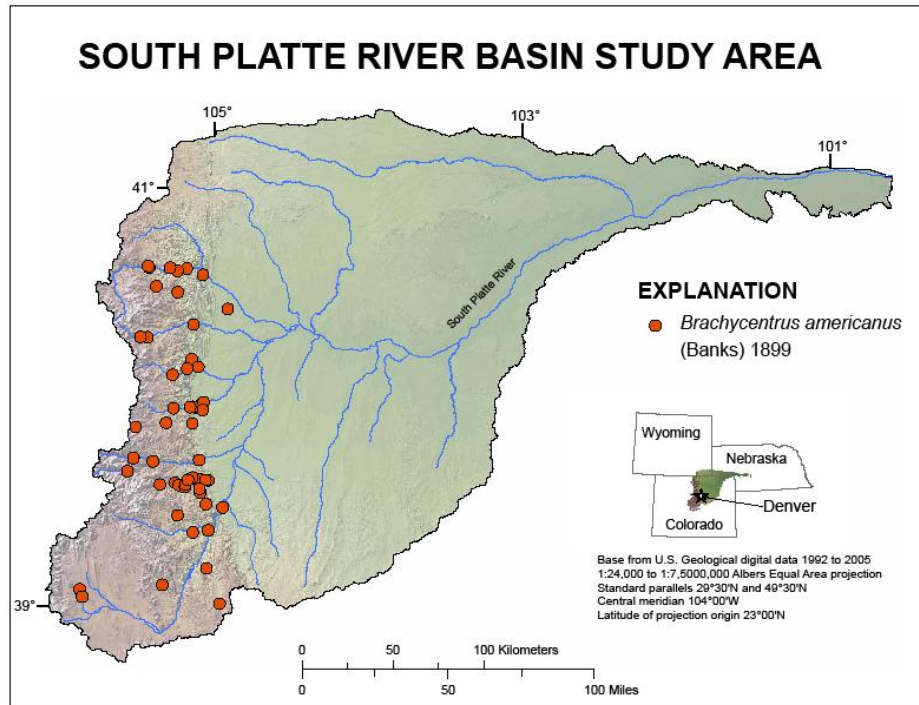 SOUTH PLATTE RIVER BASIN STUDY AREA
105°
103°
101°
41°
South Platte River
EXPLANATION
Brachycentrus americanus
(Banks) 1899
Wyoming
Nebraska
Denver
Colorado
Base from U.S. Geological digital data 1992 to 2005
1:24,000 to 1:7,5000,000 Albers Equal Area projection
Standard parallels 29°30'N and 49°30'N
Central meridian 104°00'W
Latitude of projection origin 23°00'N
39°
0 50 100 Kilometers
0 50 100 Miles